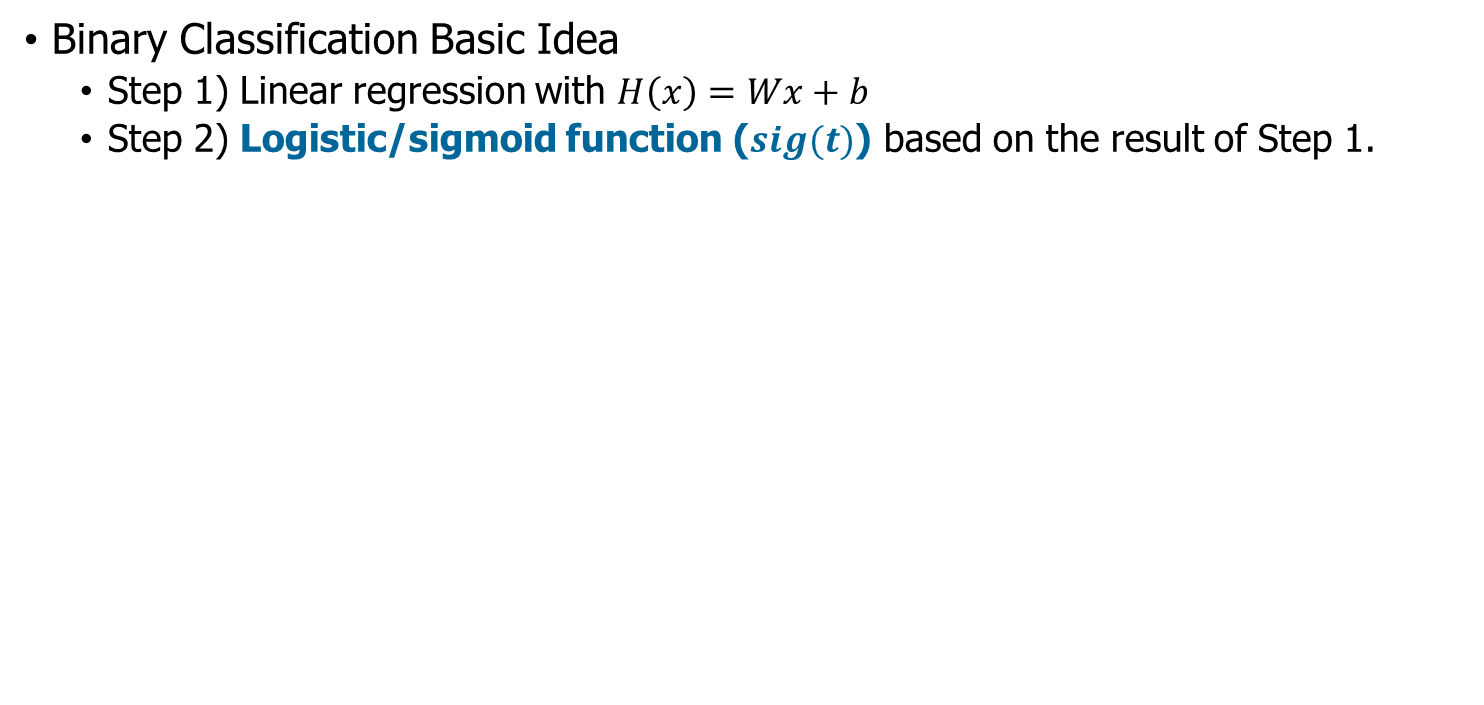 • Binary Classification Basic Idea
• Step 1) Linear regression with H(x) = Wx + b
• Step 2) Logistic/sigmoid function (sig(t)) based on the result of Step 1.